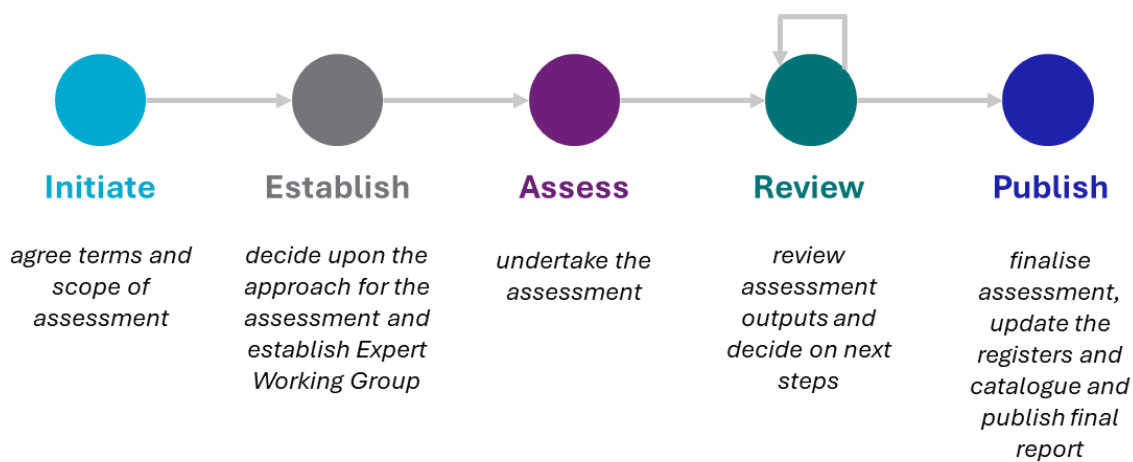 Initiate
agree terms and
scope of
assessment
Establish
decide upon the
approach for the
assessment and
establish Expert
Working Group
Assess
undertake the
assessment
Review
review
assessment
outputs and
decide on next
steps
Publish
finalise
assessment,
update the
registers and
catalogue and
publish final
report